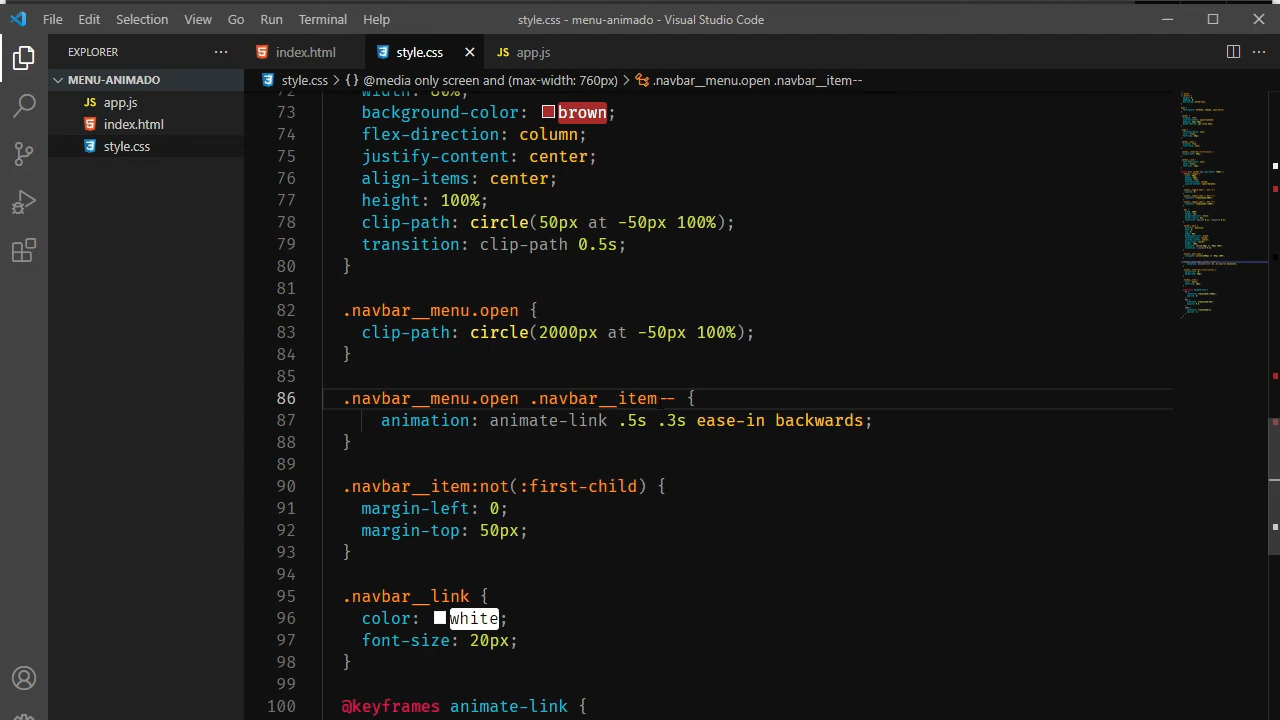 File Edit Selection View Go Run Terminal Help
style.css - menu-animado - Visual Studio Code
EXPLORER ···
index.html
style.css
JS app.js
MENU-ANIMADO
JS app.js
index.html
style.css
style.css > {} @media only screen and (max-width: 760px) > .navbar__menu.open .navbar__item--
72 width: 80%;
73 background-color: brown;
74 flex-direction: column;
75 justify-content: center;
76 align-items: center;
77 height: 100%;
78 clip-path: circle(50px at -50px 100%);
79 transition: clip-path 0.5s;
80 }
81
82 .navbar__menu.open {
83 clip-path: circle(2000px at -50px 100%);
84 }
85
86 .navbar__menu.open .navbar__item-- {
87 animation: animate-link .5s .3s ease-in backwards;
88 }
89
90 .navbar__item:not(:first-child) {
91 margin-left: 0;
92 margin-top: 50px;
93 }
94
95 .navbar__link {
96 color: white;
97 font-size: 20px;
98 }
99
100 @keyframes animate-link {